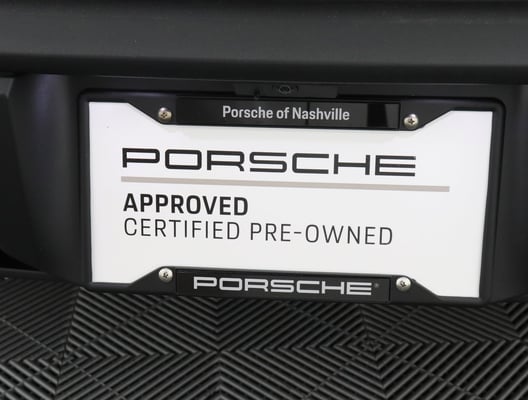 Porsche of Nashville
PORSCHE
APPROVED
CERTIFIED PRE-OWNED
PORSCHE®